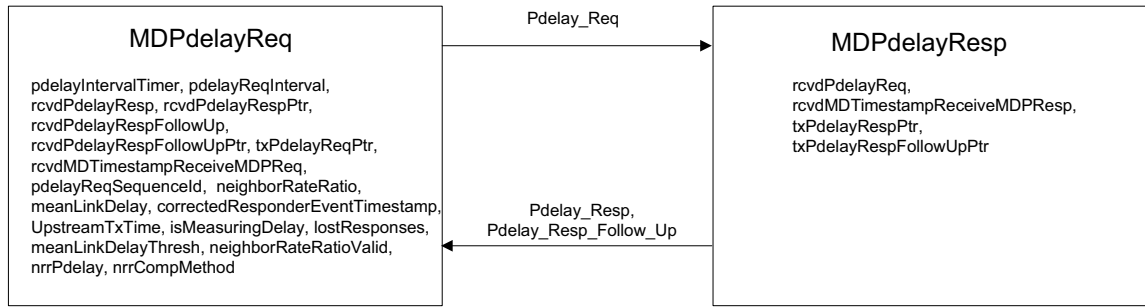 Pdelay_Req
MDPdelayReq
pdelayIntervalTimer, pdelayReqInterval,
rcvdPdelayResp, rcvdPdelayRespPtr,
rcvdPdelayRespFollowUp,
rcvdPdelayRespFollowUpPtr, txPdelayReqPtr,
rcvdMDTimestampReceiveMDPReq,
pdelayReqSequenceId, neighborRateRatio,
meanLinkDelay, correctedResponderEventTimestamp,
UpstreamTxTime, isMeasuringDelay, lostResponses,
meanLinkDelayThresh, neighborRateRatioValid,
nrrPdelay, nrrCompMethod
Pdelay_Resp,
Pdelay_Resp_Follow_Up
MDPdelayResp
rcvdPdelayReq,
rcvdMDTimestampReceiveMDPResp,
txPdelayRespPtr,
txPdelayRespFollowUpPtr